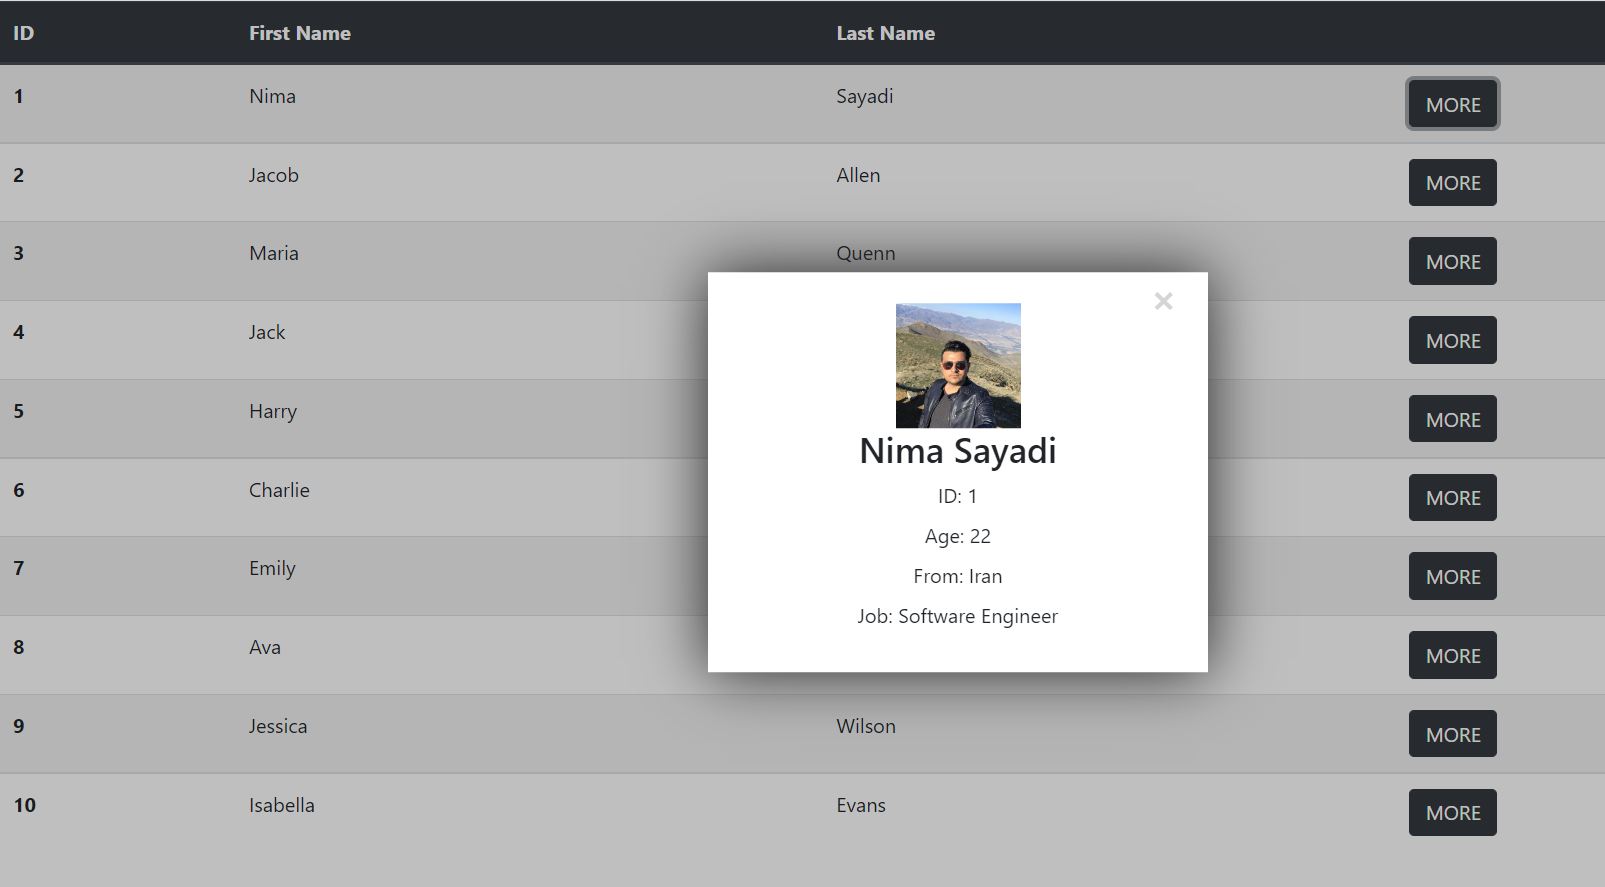 ID First Name Last Name
1 Nima Sayadi MORE
2 Jacob Allen MORE
3 Maria Quenn MORE
4 Jack MORE
5 Harry MORE
6 Charlie MORE
7 Emily MORE
8 Ava MORE
9 Jessica Wilson MORE
10 Isabella Evans MORE
×
Nima Sayadi
ID: 1
Age: 22
From: Iran
Job: Software Engineer